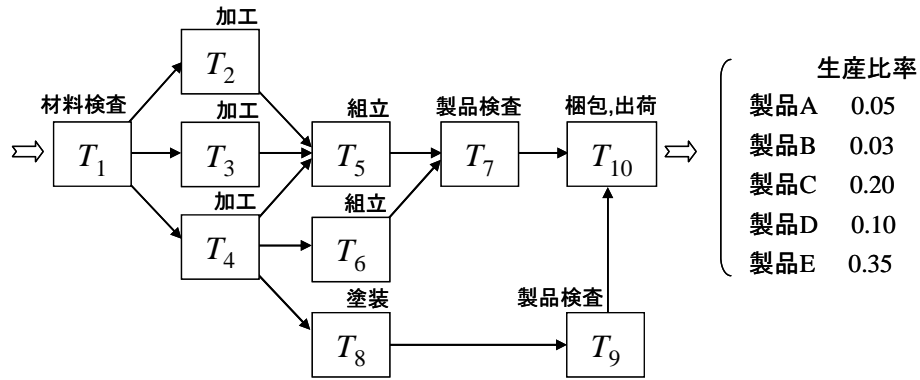 加工
T2
生産比率
材料検査
T1
加工
T3
組立
T5
製品検査
T7
梱包,出荷
T10
製品A 0.05
製品B 0.03
製品C 0.20
製品D 0.10
製品E 0.35
加工
T4
組立
T6
塗装
T8
製品検査
T9